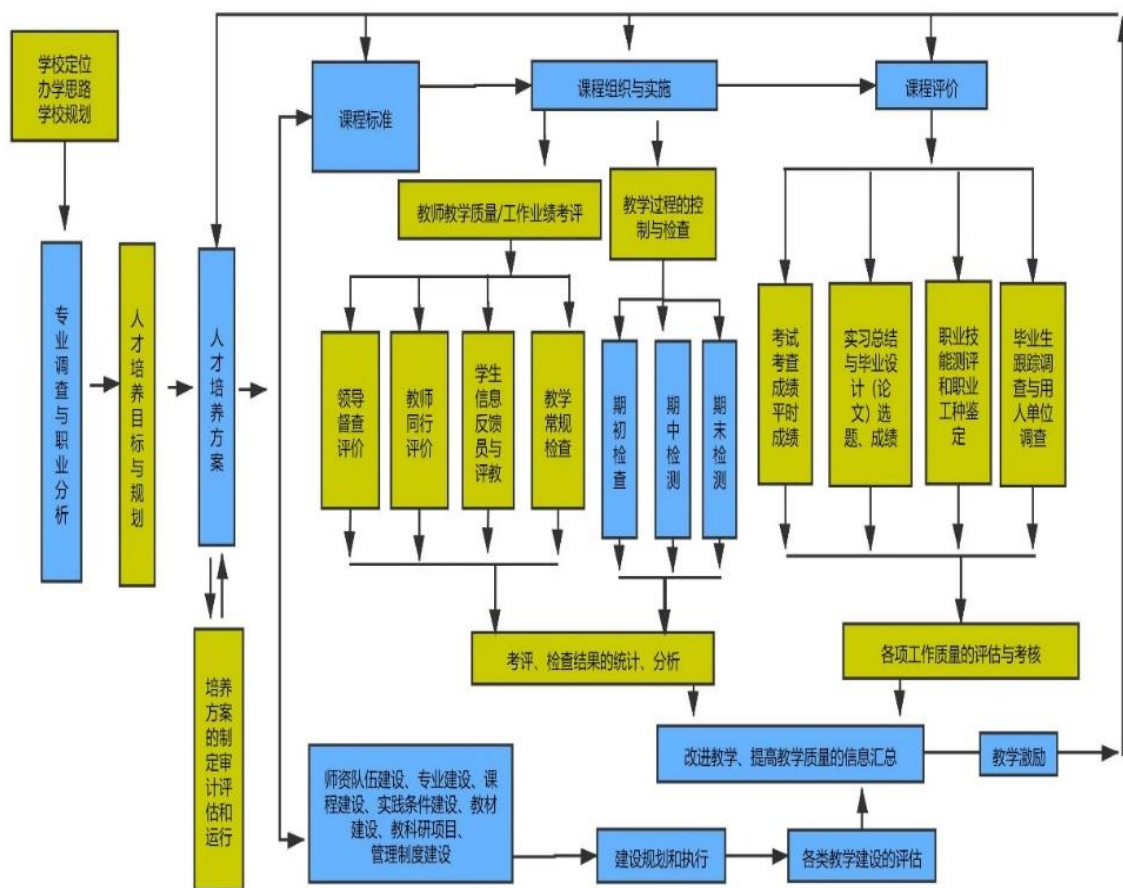 学校定位
办学思路
学校规划
课程标准
课程组织与实施
课程评价
教师教学质量/工作业绩考评
教学过程的控
制与检查
专业调查与职业分析
人才培养目标与规划
人才培养方案
领导
督查
评价
教师
同行
评价
学生
信息
反馈
员与
评教
教学
常规
检查
期初检查
期中检测
期末检测
考试
考查
成绩
平时
成绩
实习总结
与毕业设
计（论
文）选
题、成绩
职业技
能测评
和职业
工种鉴
定
毕业生
跟踪调
查与用
人单位
调查
考评、检查结果的统计、分析
各项工作质量的评估与考核
培养
方案
的制
定审
计评
估和
运行
改进教学、提高教学质量的信息汇总
教学激励
师资队伍建设、专业建设、课
程建设、实践条件建设、教材
建设、教科研项目、
管理制度建设
建设规划和执行
各类教学建设的评估